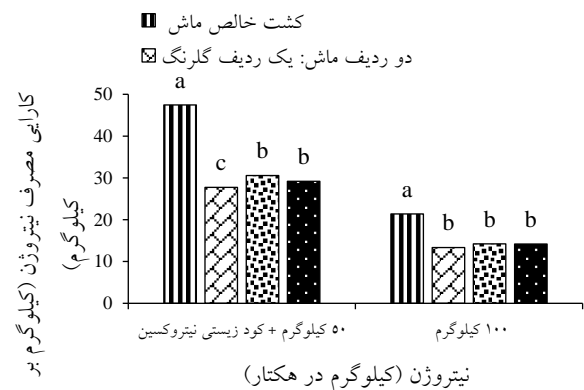 کشت خالص ماش
دو ردیف ماش: یک ردیف گلرنگ
کارایی مصرف نیتروژن (کیلوگرم بر
کیلوگرم)
50
40
30
20
10
0
a
c
b
b
a
b
b
b
۵۰ کیلوگرم + کود زیستی نیتروکسین
۱۰۰ کیلوگرم
نیتروژن (کیلوگرم در هکتار)